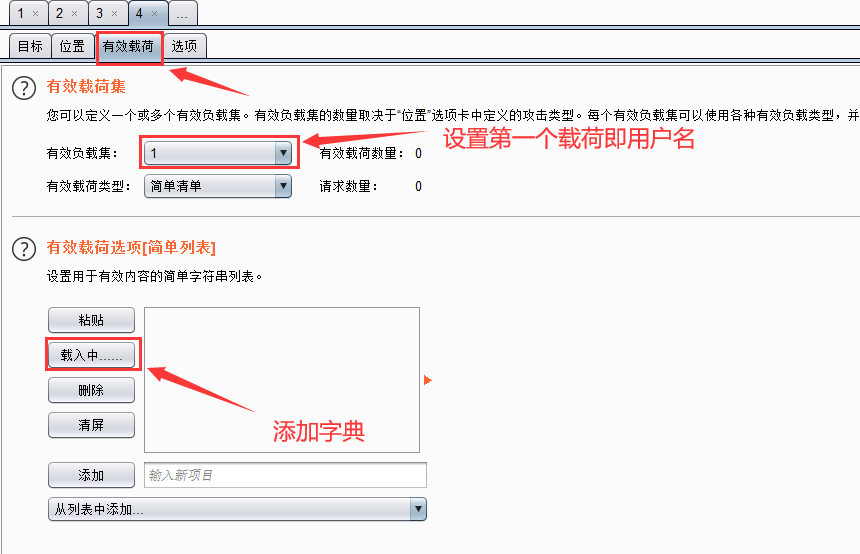 1 × 2 × 3 × 4 × ...
目标 位置 有效载荷 选项
? 有效载荷集
您可以定义一个或多个有效负载集。有效负载集的数量取决于“位置”选项卡中定义的攻击类型。每个有效负载集可以使用各种有效负载类型，并
有效负载集： 1 有效载荷数量： 0
设置第一个载荷即用户名
有效载荷类型： 简单清单 请求数量： 0
? 有效载荷选项[简单列表]
设置用于有效内容的简单字符串列表。
粘贴
载入中……
删除
清屏
添加字典
添加 输入新项目
从列表中添加...